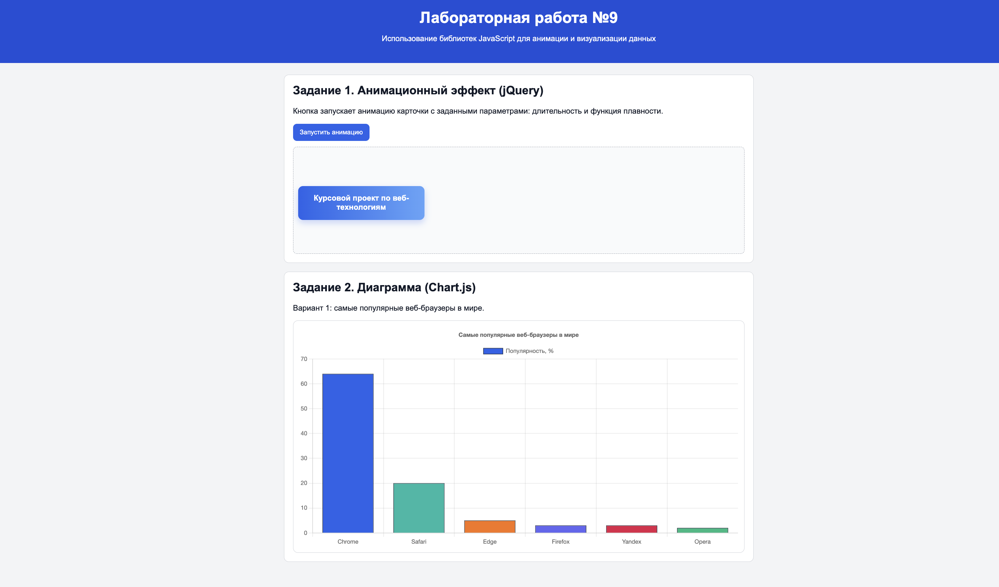 Лабораторная работа №9
Использование библиотек JavaScript для анимации и визуализации данных
Задание 1. Анимационный эффект (jQuery)
Кнопка запускает анимацию карточки с заданными параметрами: длительность и функция плавности.
Запустить анимацию
Курсовой проект по веб-
технологиям
Задание 2. Диаграмма (Chart.js)
Вариант 1: самые популярные веб-браузеры в мире.
Самые популярные веб-браузеры в мире
Популярность, %
70
60
50
40
30
20
10
0
Chrome Safari Edge Firefox Yandex Opera